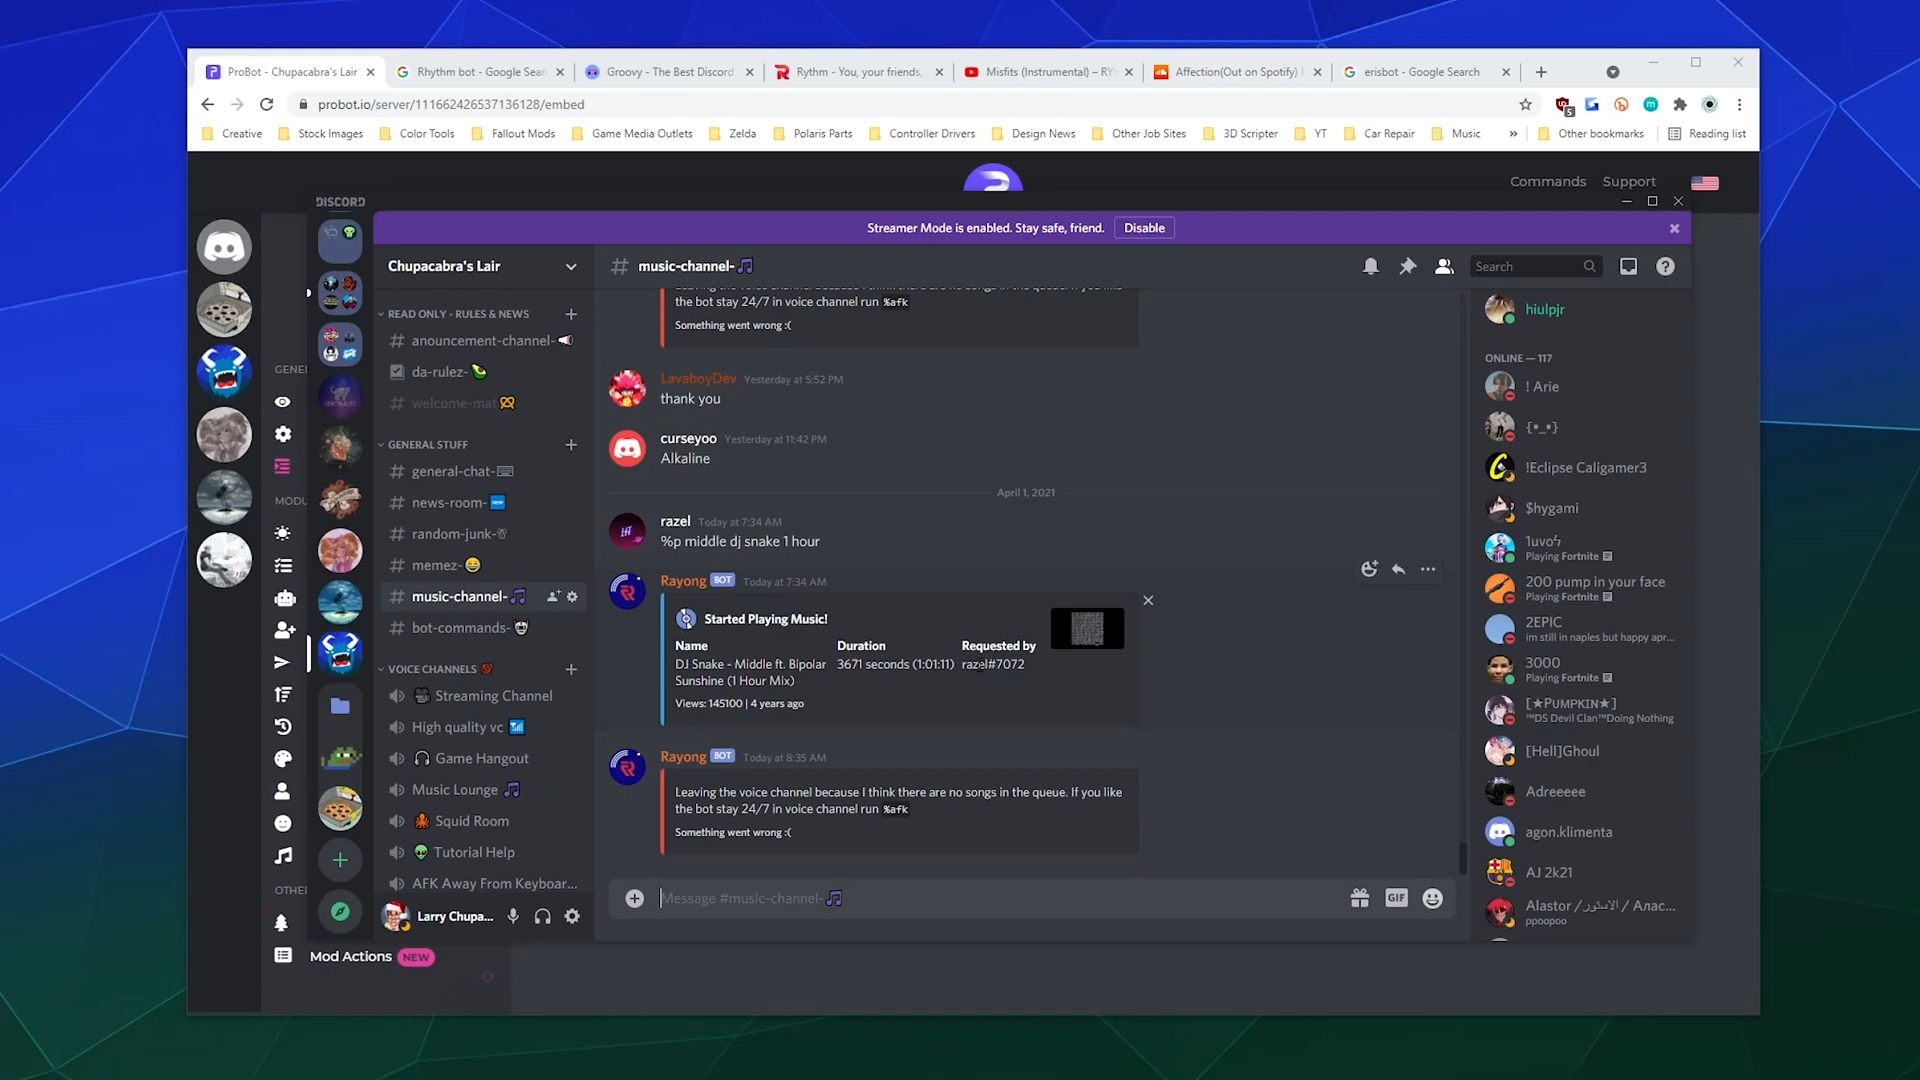 ProBot - Chupacabra's Lair
Rhythm bot - Google Sear
Groovy - The Best Discord
Rythm - You, your friends,
Misfits (Instrumental) – RY
Affection(Out on Spotify)
erisbot - Google Search
probot.io/server/111662426537136128/embed
5
Creative
Stock Images
Color Tools
Fallout Mods
Game Media Outlets
Zelda
Polaris Parts
Controller Drivers
Design News
Other Job Sites
3D Scripter
YT
Car Repair
Music
»
Other bookmarks
Reading list
Commands
Support
DISCORD
Streamer Mode is enabled. Stay safe, friend.
Disable
Chupacabra's Lair
# music-channel-🎵
Search
READ ONLY - RULES & NEWS
# anouncement-channel-📢
da-rulez-🥑
# welcome-mat🥨
GENERAL STUFF
# general-chat-⌨
# news-room-🆕
# random-junk-☃
# memez-😂
# music-channel-🎵
# bot-commands-
VOICE CHANNELS 💯
Streaming Channel
High quality vc 📶
🎧 Game Hangout
Music Lounge 🎵
🐙 Squid Room
👽 Tutorial Help
AFK Away From Keyboar...
Larry Chupa...
GENE
MODU
OTHE
Mod Actions NEW
the bot stay 24/7 in voice channel run %afk
Something went wrong :(
LavaboyDev Yesterday at 5:52 PM
thank you
curseyoo Yesterday at 11:42 PM
Alkaline
April 1, 2021
razel Today at 7:34 AM
%p middle dj snake 1 hour
Rayong BOT Today at 7:34 AM
Started Playing Music!
Name Duration Requested by
DJ Snake - Middle ft. Bipolar 3671 seconds (1:01:11) razel#7072
Sunshine (1 Hour Mix)
Views: 145100 | 4 years ago
Rayong BOT Today at 8:35 AM
Leaving the voice channel because I think there are no songs in the queue. If you like
the bot stay 24/7 in voice channel run %afk
Something went wrong :(
Message #music-channel-🎵
GIF
hiulpjr
ONLINE — 117
! Arie
{•_•}
!Eclipse Caligamer3
$hygami
1uvoϟ
Playing Fortnite
200 pump in your face
Playing Fortnite
2EPIC
im still in naples but happy apr...
3000
Playing Fortnite
[★PUMPKIN★]
™DS Devil Clan™Doing Nothing
[Hell]Ghoul
Adreeeee
agon.klimenta
AJ 2k21
Alastor / الاستور / Алас...
ppoopoo